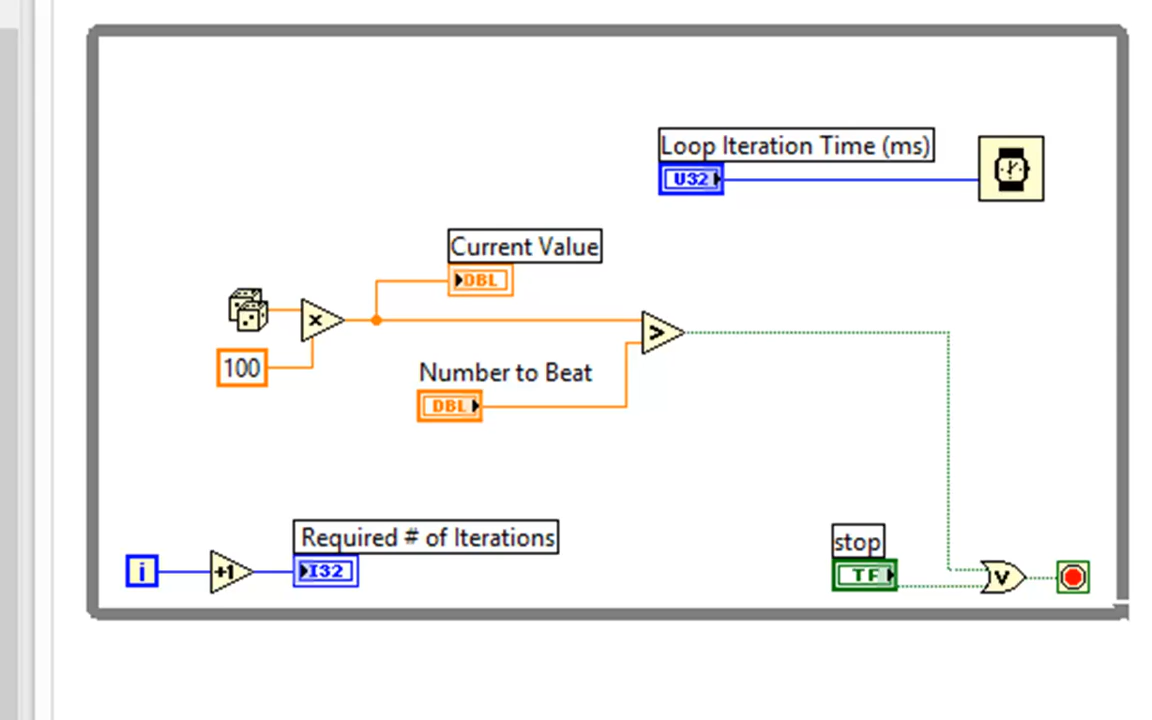 Loop Iteration Time (ms)
U32
Current Value
DBL
x
>
100
Number to Beat
DBL
Required # of Iterations
i
+1
I32
stop
TF
V